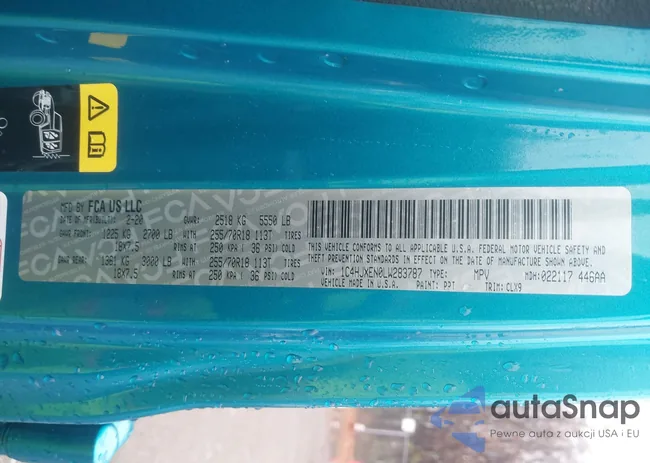 MFD BY FCA US LLC
DATE OF MFR(BUILT): 2-20 GVWR: 2518 KG 5550 LB
GAWR FRONT: 1225 KG 2700 LB WITH 255/70R18 113T TIRES
18X7.5 RIMS AT 250 KPA / 36 PSI COLD
GAWR REAR: 1361 KG 3000 LB WITH 255/70R18 113T TIRES
18X7.5 RIMS AT 250 KPA / 36 PSI COLD
THIS VEHICLE CONFORMS TO ALL APPLICABLE U.S.A.
FEDERAL MOTOR VEHICLE SAFETY, BUMPER, AND
THEFT PREVENTION STANDARDS IN EFFECT ON THE
DATE OF MANUFACTURE SHOWN ABOVE.
VIN: 1C4HJXEN0LW283787 TYPE: MPV MDH: 022117 446AA
VEHICLE MADE IN U.S.A. PAINT: PPT TRIM: CLX9
autaSnap
Pewne auta z aukcji USA i EU